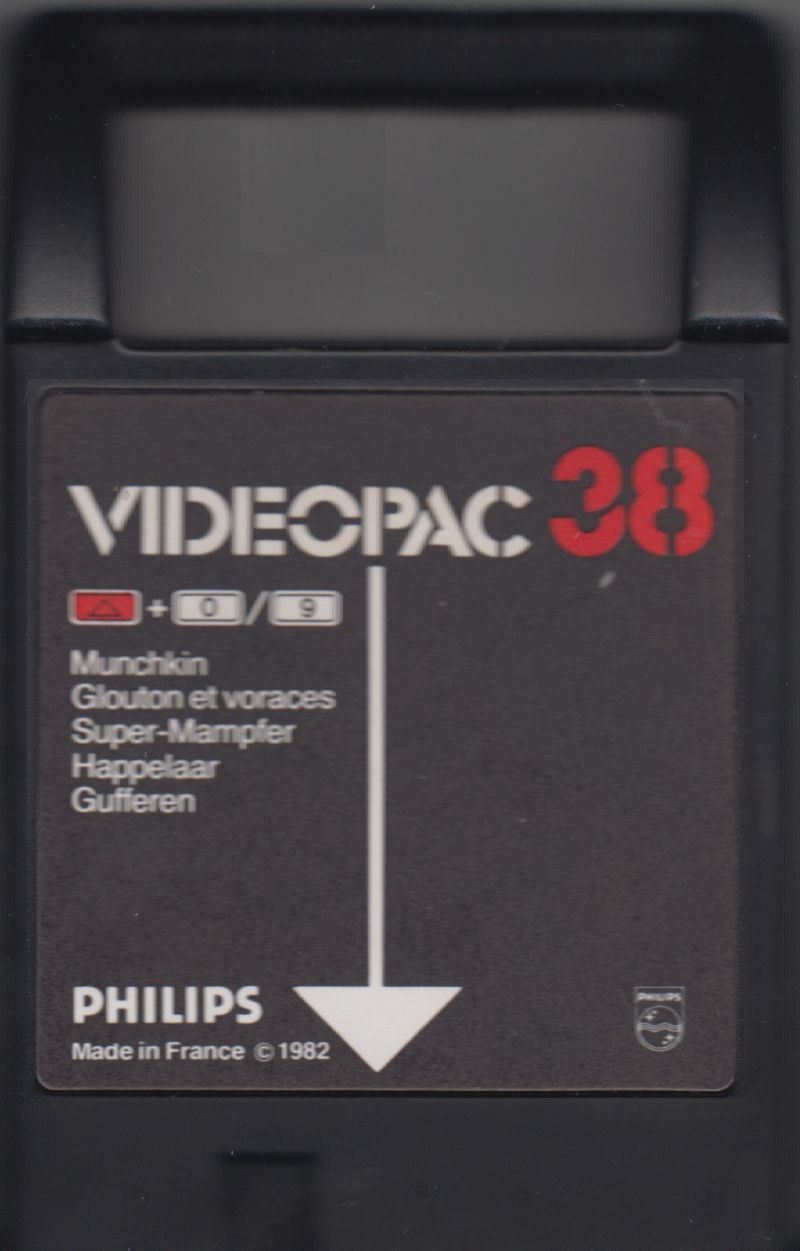 VIDEOPAC 38
+ 0 / 9
Munchkin
Glouton et voraces
Super-Mampfer
Happelaar
Gufferen
PHILIPS
Made in France © 1982
PHILIPS